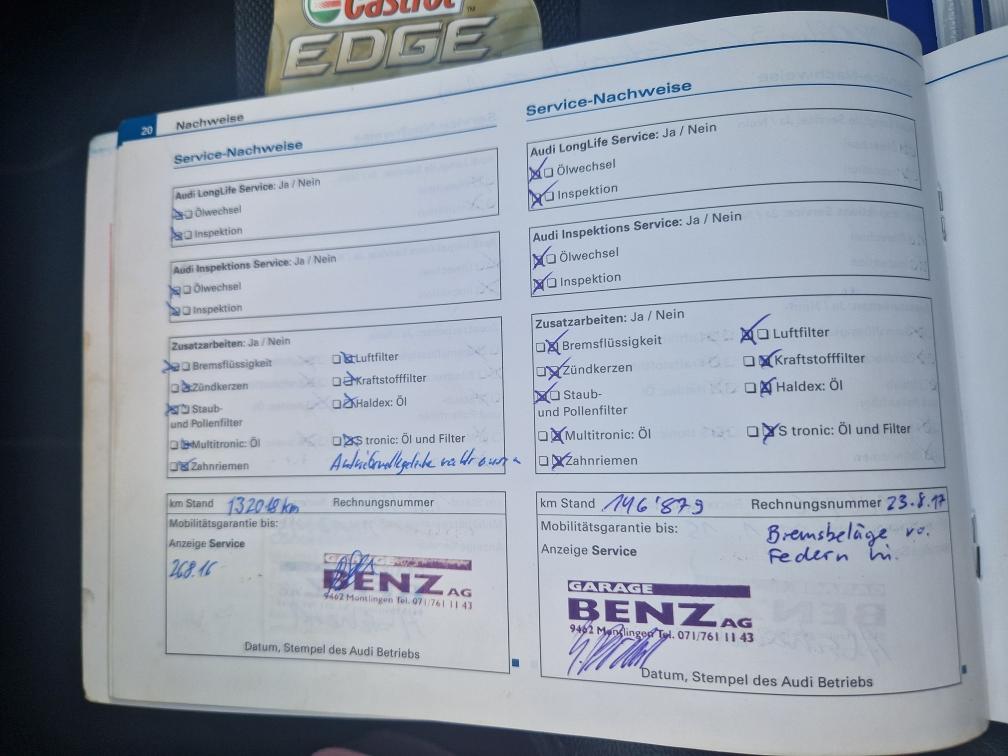 Castrol
EDGE
20 Nachweise
Service-Nachweise
Audi LongLife Service: Ja / Nein
Ölwechsel
Inspektion
Audi Inspektions Service: Ja / Nein
Ölwechsel
Inspektion
Zusatzarbeiten: Ja / Nein
Bremsflüssigkeit
Luftfilter
Zündkerzen
Kraftstofffilter
Staub-
und Pollenfilter
Haldex: Öl
Multitronic: Öl
S tronic: Öl und Filter
Zahnriemen
km Stand 132018 km Rechnungsnummer
Mobilitätsgarantie bis:
Anzeige Service
26.8.16
BENZ AG
9462 Montlingen Tel. 071/761 11 43
Datum, Stempel des Audi Betriebs
Service-Nachweise
Audi LongLife Service: Ja / Nein
Ölwechsel
Inspektion
Audi Inspektions Service: Ja / Nein
Ölwechsel
Inspektion
Zusatzarbeiten: Ja / Nein
Bremsflüssigkeit
Luftfilter
Zündkerzen
Kraftstofffilter
Staub-
und Pollenfilter
Haldex: Öl
Multitronic: Öl
S tronic: Öl und Filter
Zahnriemen
km Stand 146'879 Rechnungsnummer 23.8.17
Mobilitätsgarantie bis:
Bremsbeläge vo.
Anzeige Service
Federn hi.
GARAGE
BENZ AG
9462 Montlingen Tel. 071/761 11 43
Datum, Stempel des Audi Betriebs